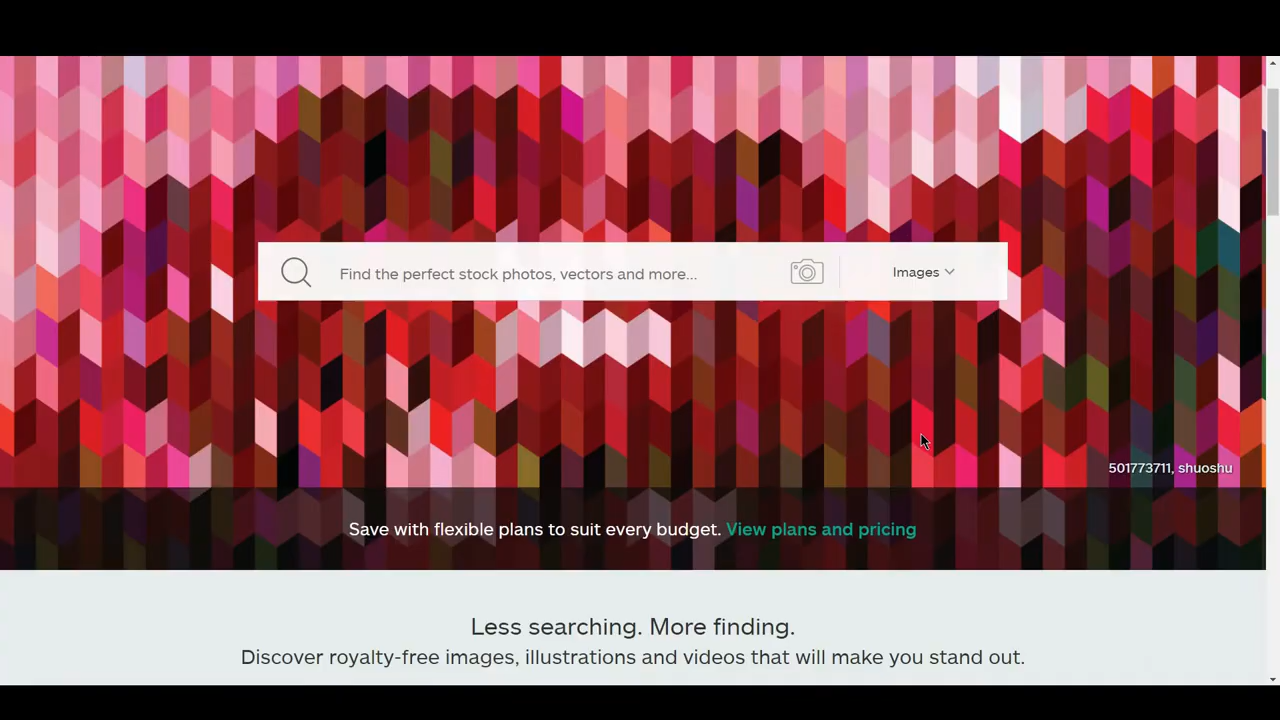 Find the perfect stock photos, vectors and more...
Images
501773711, shuoshu
Save with flexible plans to suit every budget. View plans and pricing
Less searching. More finding.
Discover royalty-free images, illustrations and videos that will make you stand out.